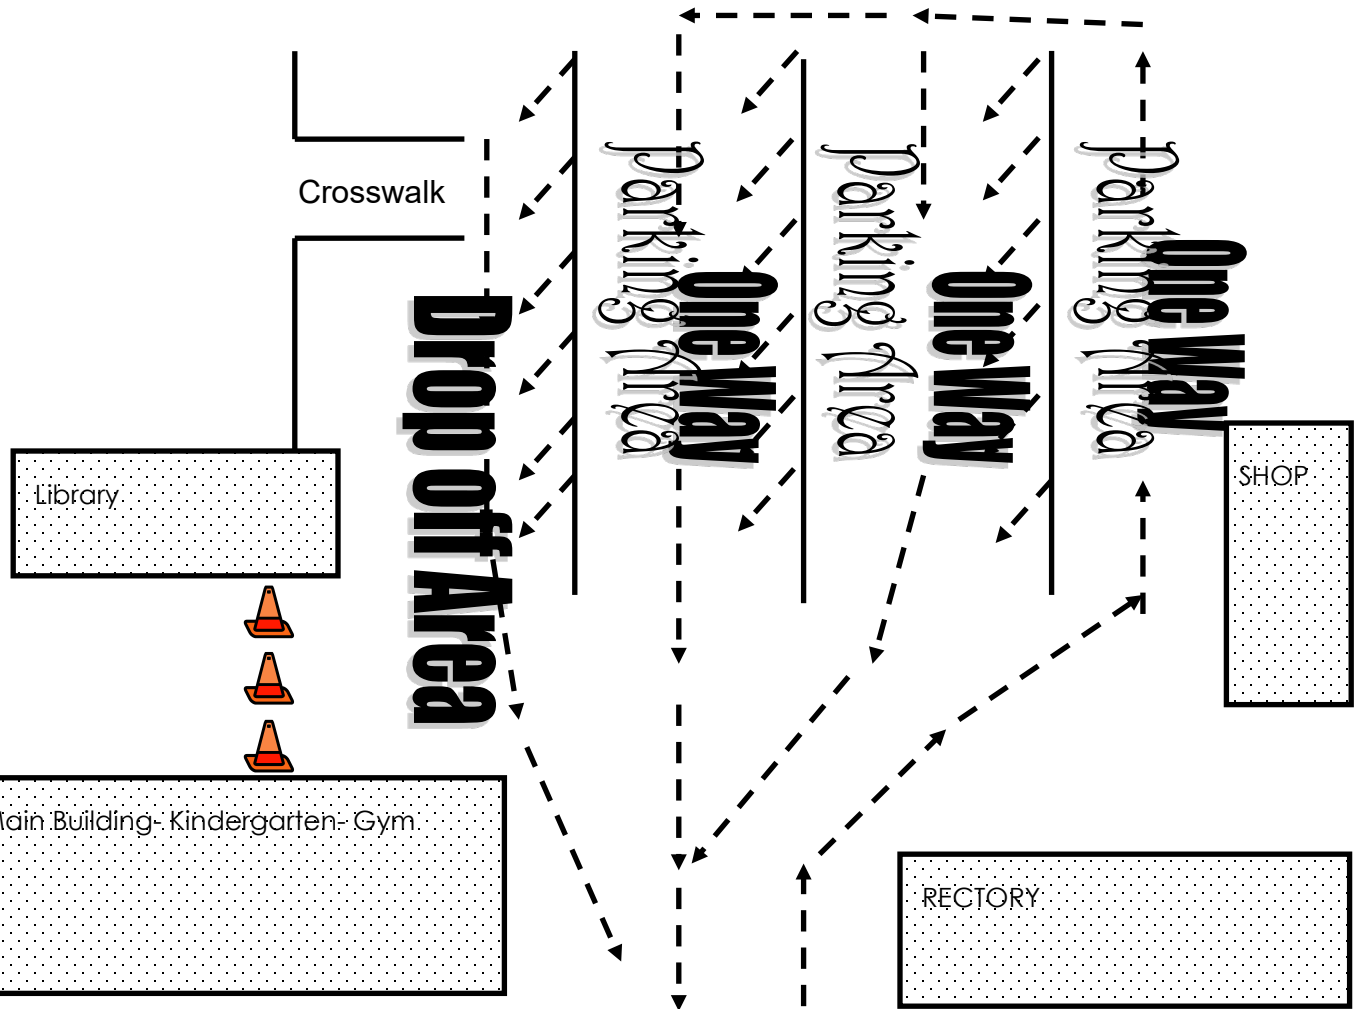 Crosswalk
Drop off Area
Parking Area
One Way
Parking Area
One Way
Parking Area
One Way
Library
SHOP
Main Building- Kindergarten- Gym
RECTORY